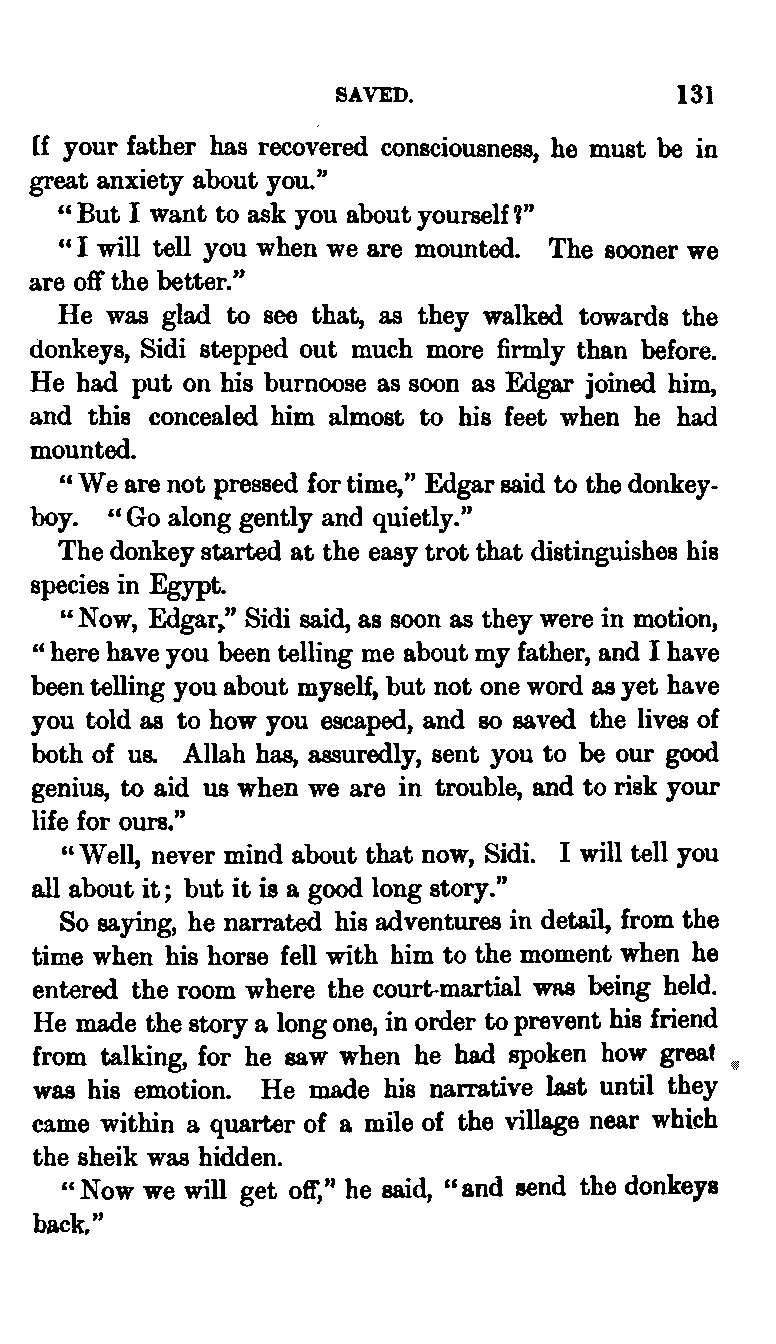 SAVED. 131
If your father has recovered consciousness, he must be in
great anxiety about you."
"But I want to ask you about yourself?"
"I will tell you when we are mounted. The sooner we
are off the better."
He was glad to see that, as they walked towards the
donkeys, Sidi stepped out much more firmly than before.
He had put on his burnoose as soon as Edgar joined him,
and this concealed him almost to his feet when he had
mounted.
"We are not pressed for time," Edgar said to the donkey-
boy. "Go along gently and quietly."
The donkey started at the easy trot that distinguishes his
species in Egypt.
"Now, Edgar," Sidi said, as soon as they were in motion,
"here have you been telling me about my father, and I have
been telling you about myself, but not one word as yet have
you told as to how you escaped, and so saved the lives of
both of us. Allah has, assuredly, sent you to be our good
genius, to aid us when we are in trouble, and to risk your
life for ours."
"Well, never mind about that now, Sidi. I will tell you
all about it; but it is a good long story."
So saying, he narrated his adventures in detail, from the
time when his horse fell with him to the moment when he
entered the room where the court-martial was being held.
He made the story a long one, in order to prevent his friend
from talking, for he saw when he had spoken how great
was his emotion. He made his narrative last until they
came within a quarter of a mile of the village near which
the sheik was hidden.
"Now we will get off," he said, "and send the donkeys
back."